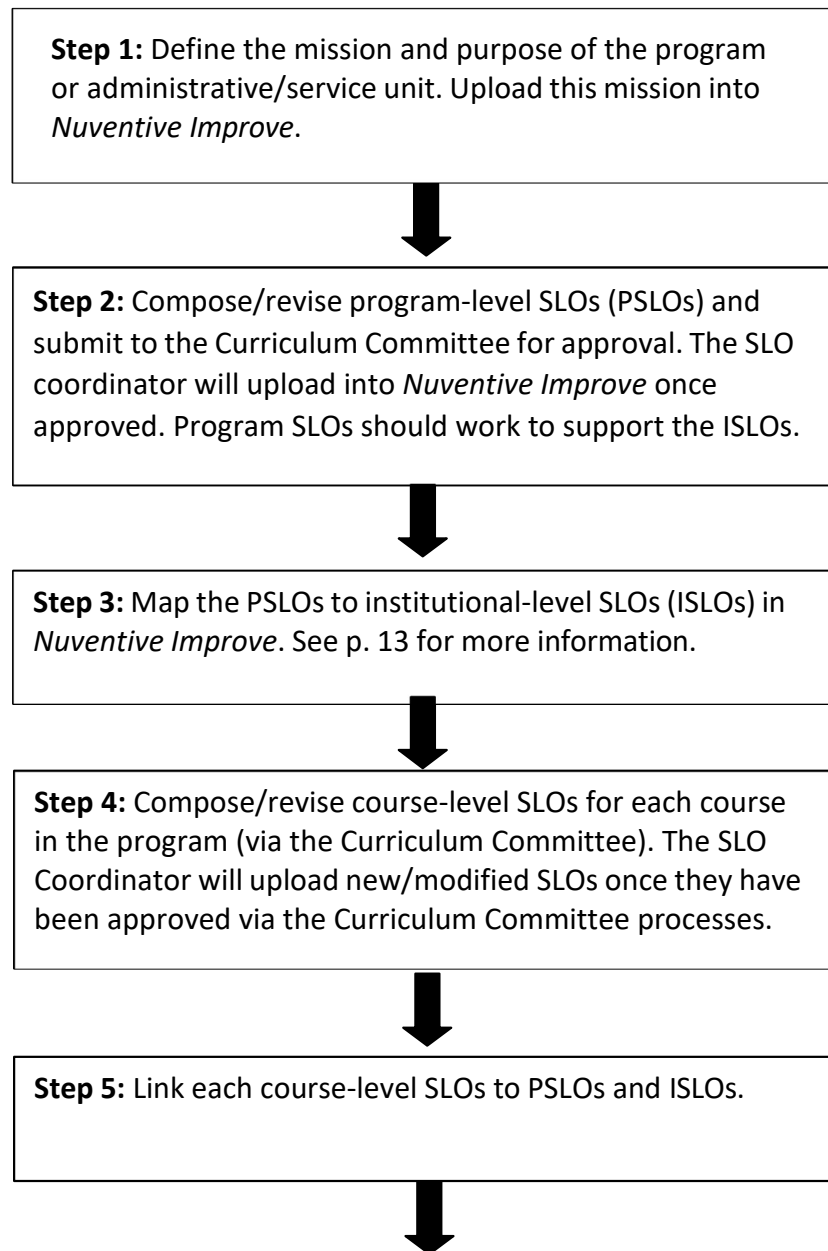 Step 1: Define the mission and purpose of the program
or administrative/service unit. Upload this mission into
Nuventive Improve.
Step 2: Compose/revise program-level SLOs (PSLOs) and
submit to the Curriculum Committee for approval. The SLO
coordinator will upload into Nuventive Improve once
approved. Program SLOs should work to support the ISLOs.
Step 3: Map the PSLOs to institutional-level SLOs (ISLOs) in
Nuventive Improve. See p. 13 for more information.
Step 4: Compose/revise course-level SLOs for each course
in the program (via the Curriculum Committee). The SLO
Coordinator will upload new/modified SLOs once they have
been approved via the Curriculum Committee processes.
Step 5: Link each course-level SLOs to PSLOs and ISLOs.